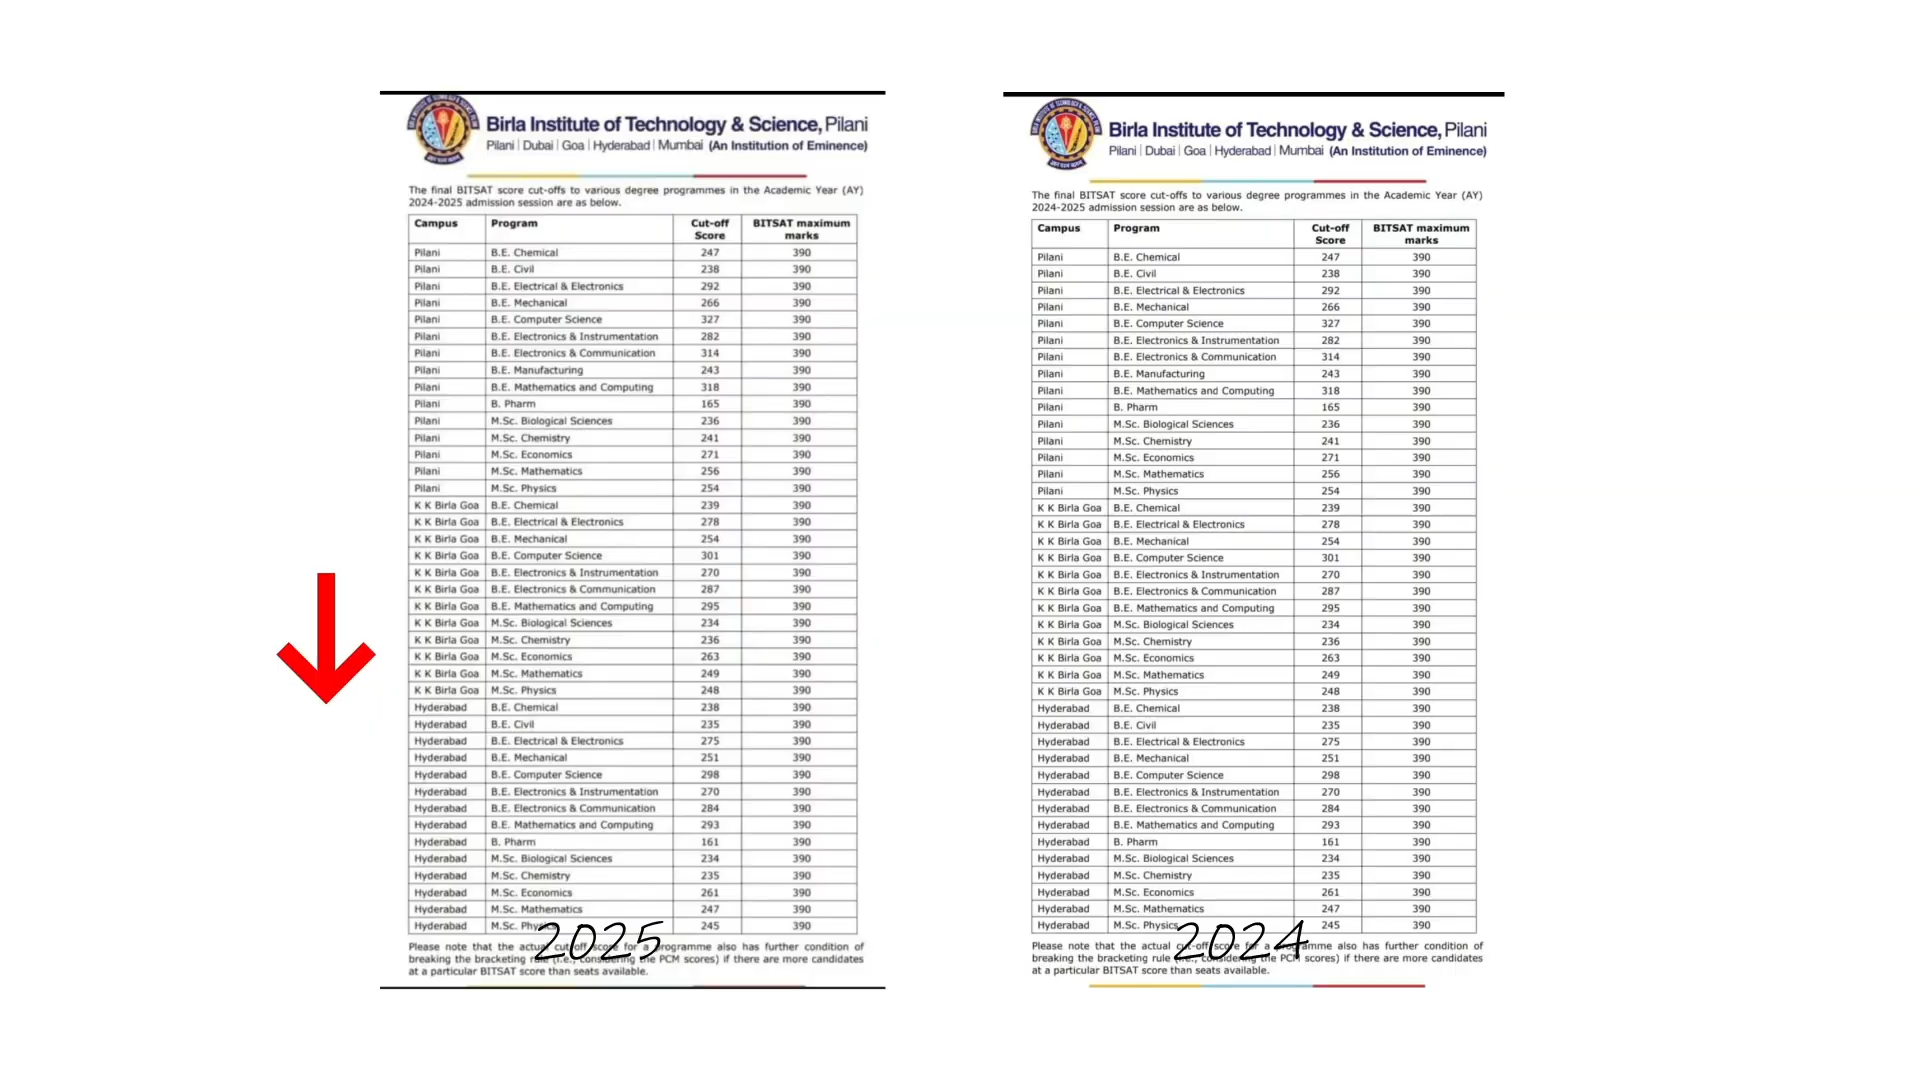 Birla Institute of Technology & Science, Pilani
Pilani | Dubai | Goa | Hyderabad | Mumbai (An Institution of Eminence)
The final BITSAT score cut-offs to various degree programmes in the Academic Year (AY)
2024-2025 admission session are as below.
Campus Program Cut-off Score BITSAT maximum marks
Pilani B.E. Chemical 247 390
Pilani B.E. Civil 238 390
Pilani B.E. Electrical & Electronics 292 390
Pilani B.E. Mechanical 266 390
Pilani B.E. Computer Science 327 390
Pilani B.E. Electronics & Instrumentation 282 390
Pilani B.E. Electronics & Communication 314 390
Pilani B.E. Manufacturing 243 390
Pilani B.E. Mathematics and Computing 318 390
Pilani B. Pharm 165 390
Pilani M.Sc. Biological Sciences 236 390
Pilani M.Sc. Chemistry 241 390
Pilani M.Sc. Economics 271 390
Pilani M.Sc. Mathematics 256 390
Pilani M.Sc. Physics 254 390
K K Birla Goa B.E. Chemical 239 390
K K Birla Goa B.E. Electrical & Electronics 278 390
K K Birla Goa B.E. Mechanical 254 390
K K Birla Goa B.E. Computer Science 301 390
K K Birla Goa B.E. Electronics & Instrumentation 270 390
K K Birla Goa B.E. Electronics & Communication 287 390
K K Birla Goa B.E. Mathematics and Computing 295 390
K K Birla Goa M.Sc. Biological Sciences 234 390
K K Birla Goa M.Sc. Chemistry 236 390
K K Birla Goa M.Sc. Economics 263 390
K K Birla Goa M.Sc. Mathematics 249 390
K K Birla Goa M.Sc. Physics 248 390
Hyderabad B.E. Chemical 238 390
Hyderabad B.E. Civil 235 390
Hyderabad B.E. Electrical & Electronics 275 390
Hyderabad B.E. Mechanical 251 390
Hyderabad B.E. Computer Science 298 390
Hyderabad B.E. Electronics & Instrumentation 270 390
Hyderabad B.E. Electronics & Communication 284 390
Hyderabad B.E. Mathematics and Computing 293 390
Hyderabad B. Pharm 161 390
Hyderabad M.Sc. Biological Sciences 234 390
Hyderabad M.Sc. Chemistry 235 390
Hyderabad M.Sc. Economics 261 390
Hyderabad M.Sc. Mathematics 247 390
Hyderabad M.Sc. Physics 245 390
2025
Please note that the actual cut-off score for a programme also has further condition of
breaking the bracketing rule (i.e., considering the PCM scores) if there are more candidates
at a particular BITSAT score than seats available.
Birla Institute of Technology & Science, Pilani
Pilani | Dubai | Goa | Hyderabad | Mumbai (An Institution of Eminence)
The final BITSAT score cut-offs to various degree programmes in the Academic Year (AY)
2024-2025 admission session are as below.
Campus Program Cut-off Score BITSAT maximum marks
Pilani B.E. Chemical 247 390
Pilani B.E. Civil 238 390
Pilani B.E. Electrical & Electronics 292 390
Pilani B.E. Mechanical 266 390
Pilani B.E. Computer Science 327 390
Pilani B.E. Electronics & Instrumentation 282 390
Pilani B.E. Electronics & Communication 314 390
Pilani B.E. Manufacturing 243 390
Pilani B.E. Mathematics and Computing 318 390
Pilani B. Pharm 165 390
Pilani M.Sc. Biological Sciences 236 390
Pilani M.Sc. Chemistry 241 390
Pilani M.Sc. Economics 271 390
Pilani M.Sc. Mathematics 256 390
Pilani M.Sc. Physics 254 390
K K Birla Goa B.E. Chemical 239 390
K K Birla Goa B.E. Electrical & Electronics 278 390
K K Birla Goa B.E. Mechanical 254 390
K K Birla Goa B.E. Computer Science 301 390
K K Birla Goa B.E. Electronics & Instrumentation 270 390
K K Birla Goa B.E. Electronics & Communication 287 390
K K Birla Goa B.E. Mathematics and Computing 295 390
K K Birla Goa M.Sc. Biological Sciences 234 390
K K Birla Goa M.Sc. Chemistry 236 390
K K Birla Goa M.Sc. Economics 263 390
K K Birla Goa M.Sc. Mathematics 249 390
K K Birla Goa M.Sc. Physics 248 390
Hyderabad B.E. Chemical 238 390
Hyderabad B.E. Civil 235 390
Hyderabad B.E. Electrical & Electronics 275 390
Hyderabad B.E. Mechanical 251 390
Hyderabad B.E. Computer Science 298 390
Hyderabad B.E. Electronics & Instrumentation 270 390
Hyderabad B.E. Electronics & Communication 284 390
Hyderabad B.E. Mathematics and Computing 293 390
Hyderabad B. Pharm 161 390
Hyderabad M.Sc. Biological Sciences 234 390
Hyderabad M.Sc. Chemistry 235 390
Hyderabad M.Sc. Economics 261 390
Hyderabad M.Sc. Mathematics 247 390
Hyderabad M.Sc. Physics 245 390
2024
Please note that the actual cut-off score for a programme also has further condition of
breaking the bracketing rule (i.e., considering the PCM scores) if there are more candidates
at a particular BITSAT score than seats available.